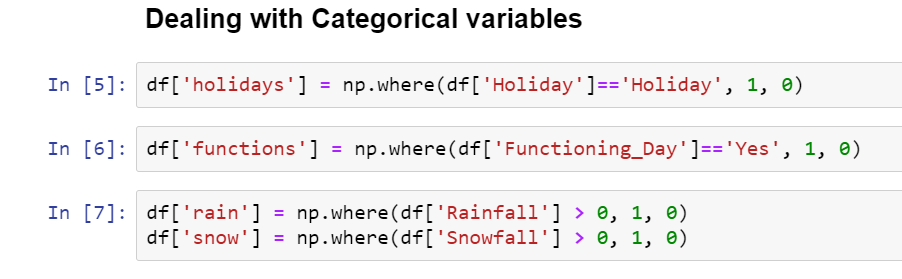 Dealing with Categorical variables
In [5]: df['holidays'] = np.where(df['Holiday']=='Holiday', 1, 0)
In [6]: df['functions'] = np.where(df['Functioning_Day']=='Yes', 1, 0)
In [7]: df['rain'] = np.where(df['Rainfall'] > 0, 1, 0)
df['snow'] = np.where(df['Snowfall'] > 0, 1, 0)